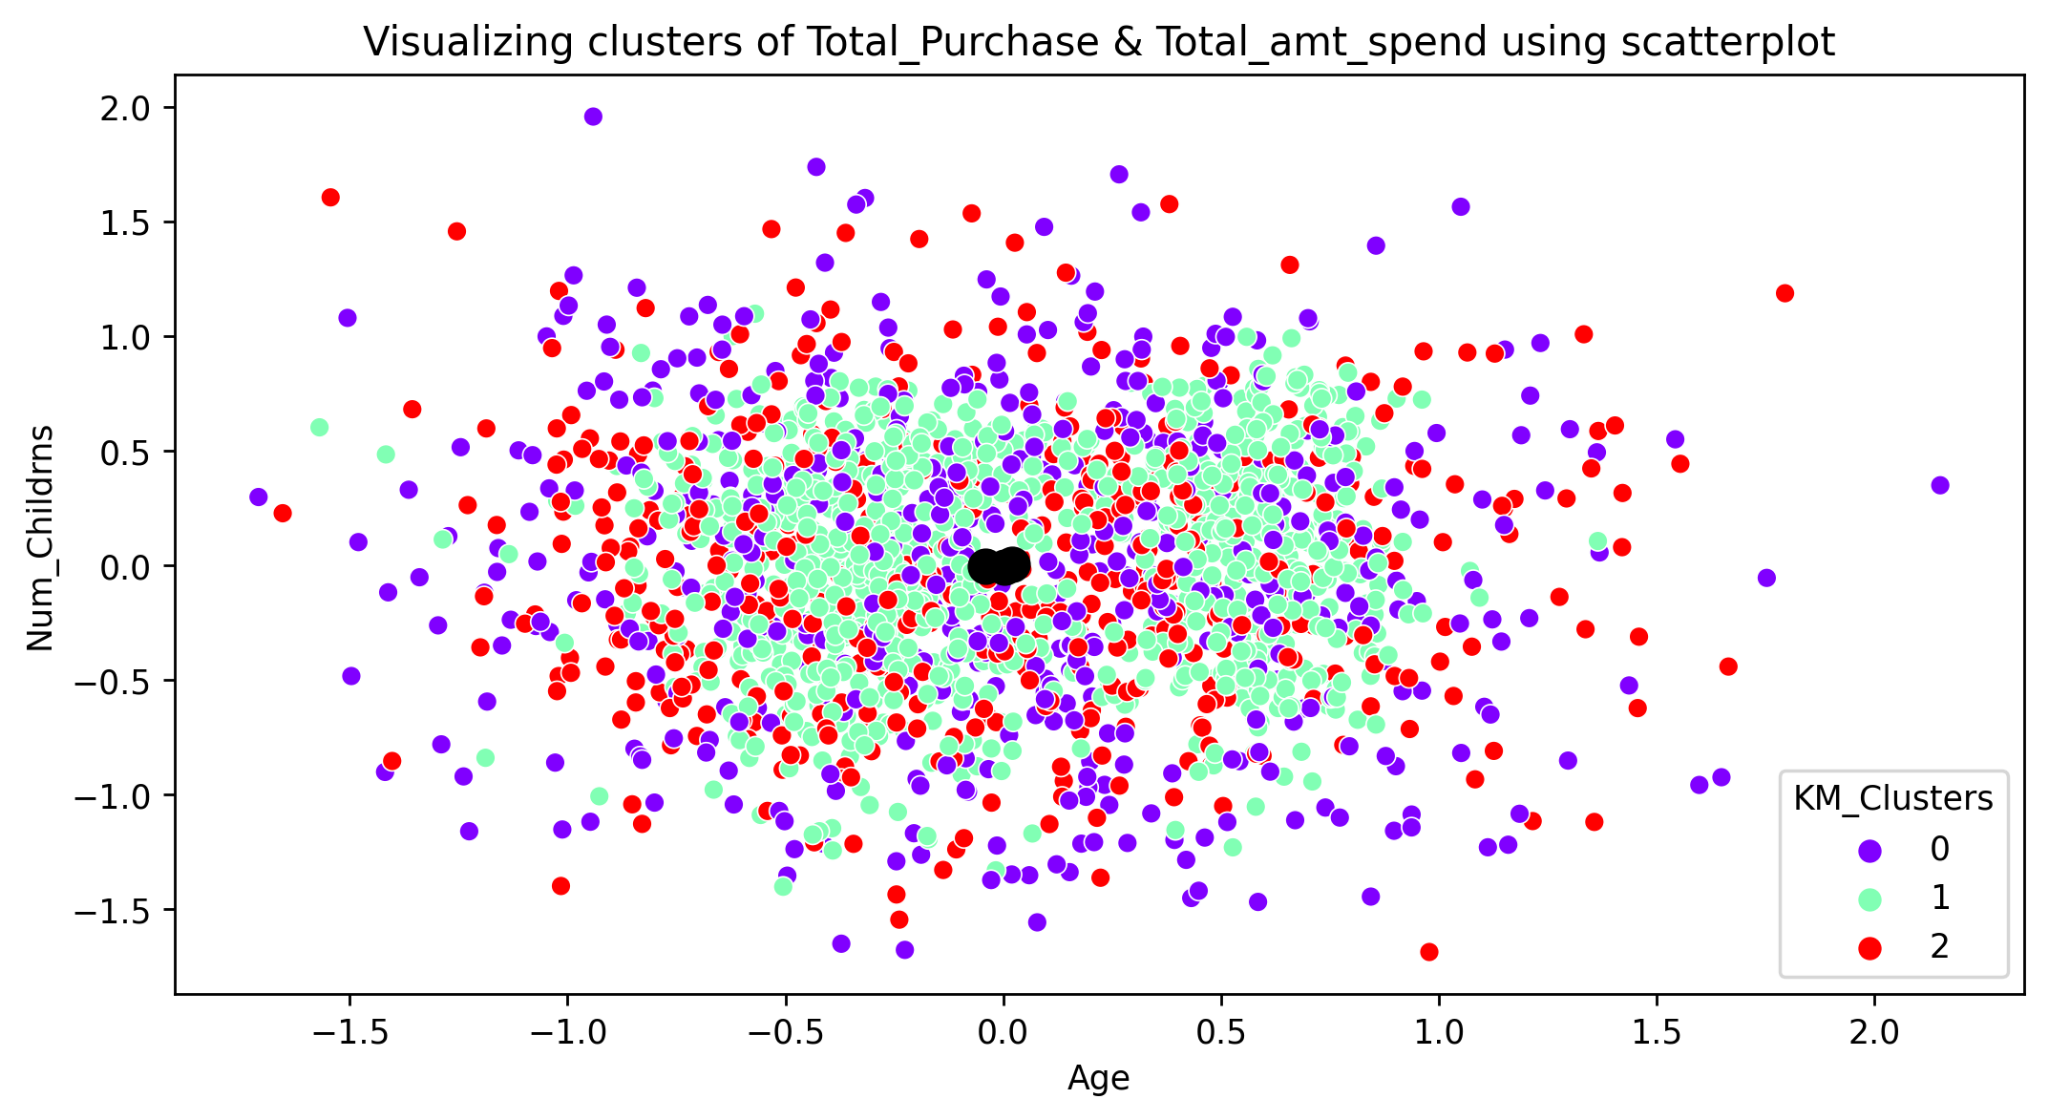 Visualizing clusters of Total_Purchase & Total_amt_spend using scatterplot
2.0
1.5
1.0
0.5
0.0
−0.5
−1.0
−1.5
Num_Childrns
KM_Clusters
0
1
2
−1.5 −1.0 −0.5 0.0 0.5 1.0 1.5 2.0
Age